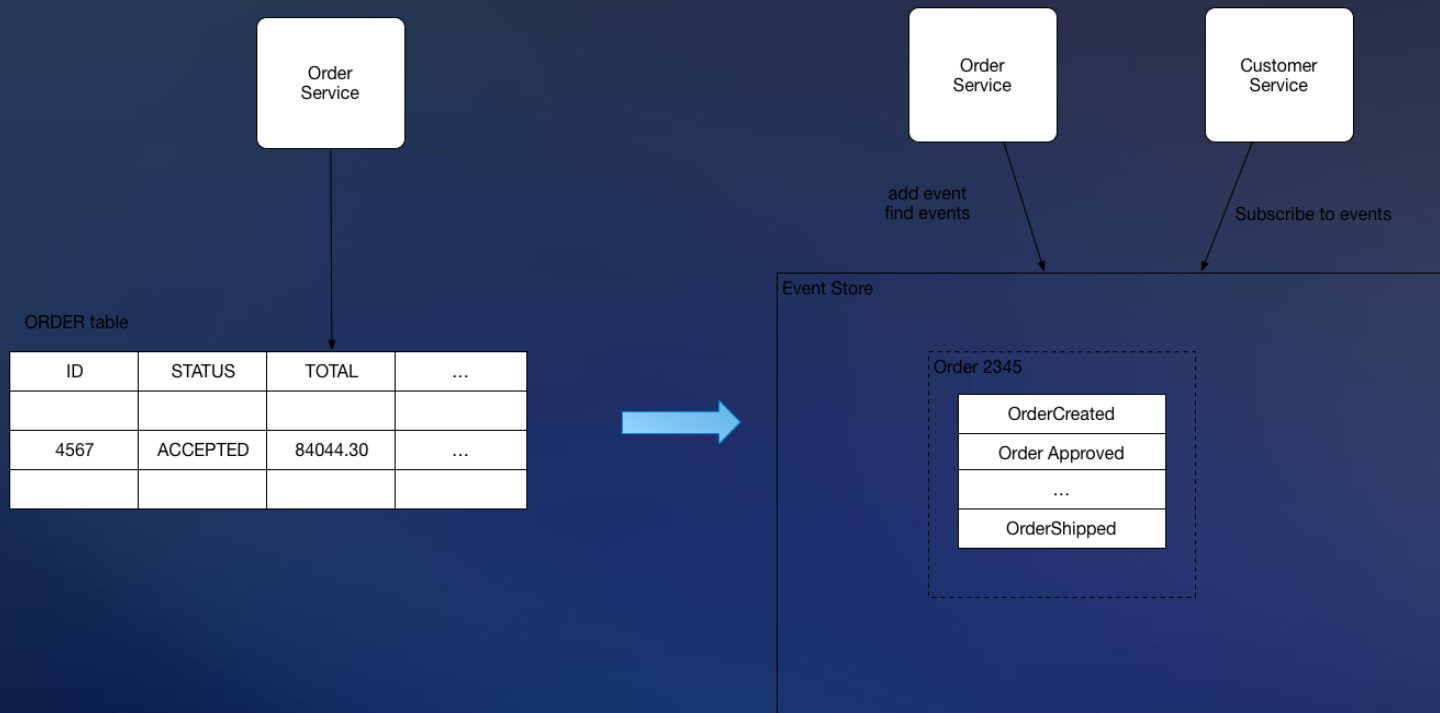 Order
Service
ORDER table
ID STATUS TOTAL ...
4567 ACCEPTED 84044.30 ...
Order
Service
Customer
Service
add event
find events
Subscribe to events
Event Store
Order 2345
OrderCreated
Order Approved
...
OrderShipped